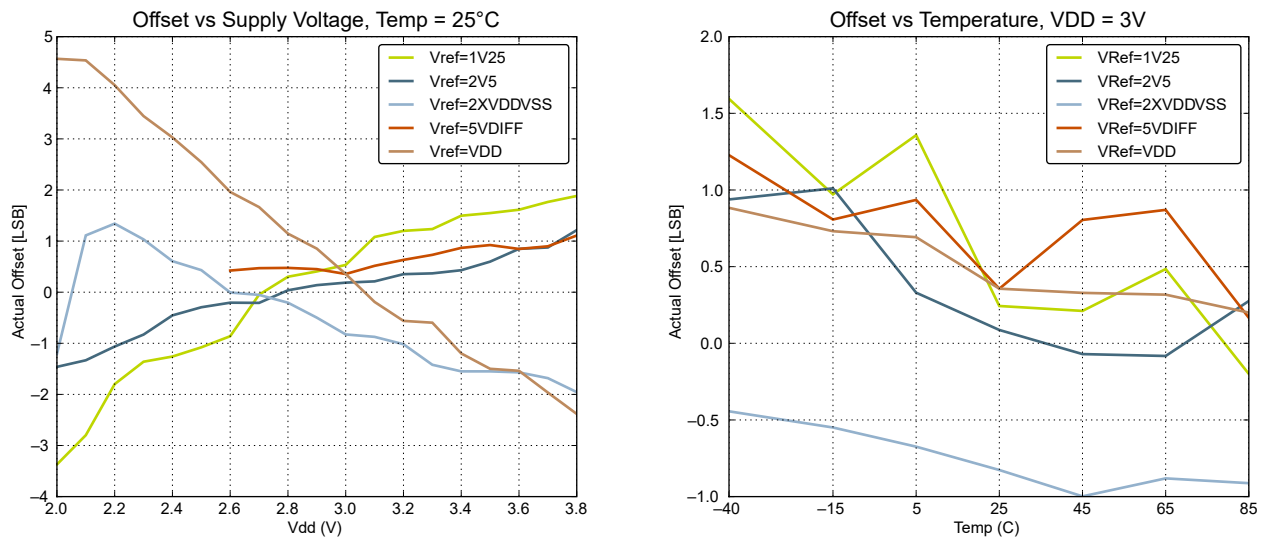 Offset vs Supply Voltage, Temp = 25°C
5
4
3
2
1
0
–1
–2
–3
–4
Actual Offset [LSB]
Vref=1V25
Vref=2V5
Vref=2XVDDVSS
Vref=5VDIFF
Vref=VDD
2.0 2.2 2.4 2.6 2.8 3.0 3.2 3.4 3.6 3.8
Vdd (V)
Offset vs Temperature, VDD = 3V
2.0
1.5
1.0
0.5
0.0
–0.5
–1.0
Actual Offset [LSB]
VRef=1V25
VRef=2V5
VRef=2XVDDVSS
VRef=5VDIFF
VRef=VDD
–40 –15 5 25 45 65 85
Temp (C)